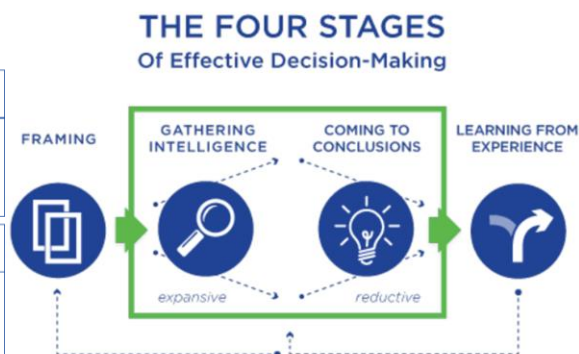 THE FOUR STAGES
Of Effective Decision-Making
FRAMING
GATHERING
INTELLIGENCE
COMING TO
CONCLUSIONS
LEARNING FROM
EXPERIENCE
expansive
reductive